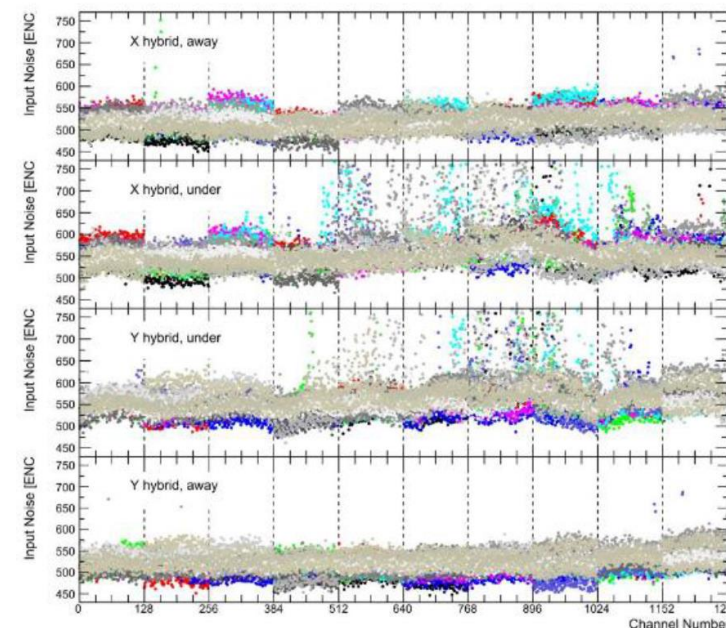 750
700
650
600
550
500
450
Input Noise [ENC
X hybrid, away
750
700
650
600
550
500
450
Input Noise [ENC
X hybrid, under
750
700
650
600
550
500
450
Input Noise [ENC
Y hybrid, under
750
700
650
600
550
500
450
Input Noise [ENC
Y hybrid, away
0 128 256 384 512 640 768 896 1024 1152 12
Channel Numbe